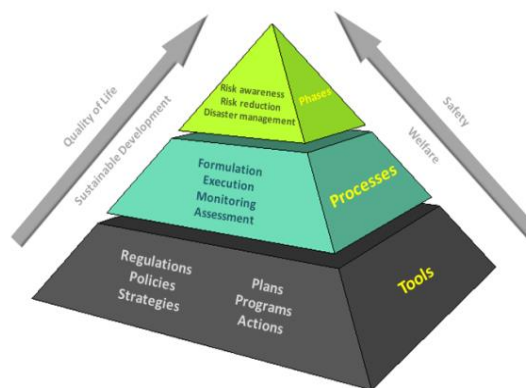 Quality of Life
Sustainable Development
Safety
Welfare
Risk awareness
Risk reduction
Disaster management
Phases
Formulation
Execution
Monitoring
Assessment
Processes
Regulations
Policies
Strategies
Plans
Programs
Actions
Tools